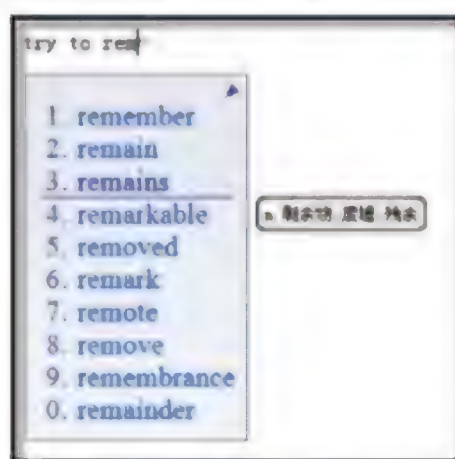 try to rem
1. remember
2. remain
3. remains
4. remarkable
n.
5. removed
6. remark
7. remote
8. remove
9. remembrance
0. remainder